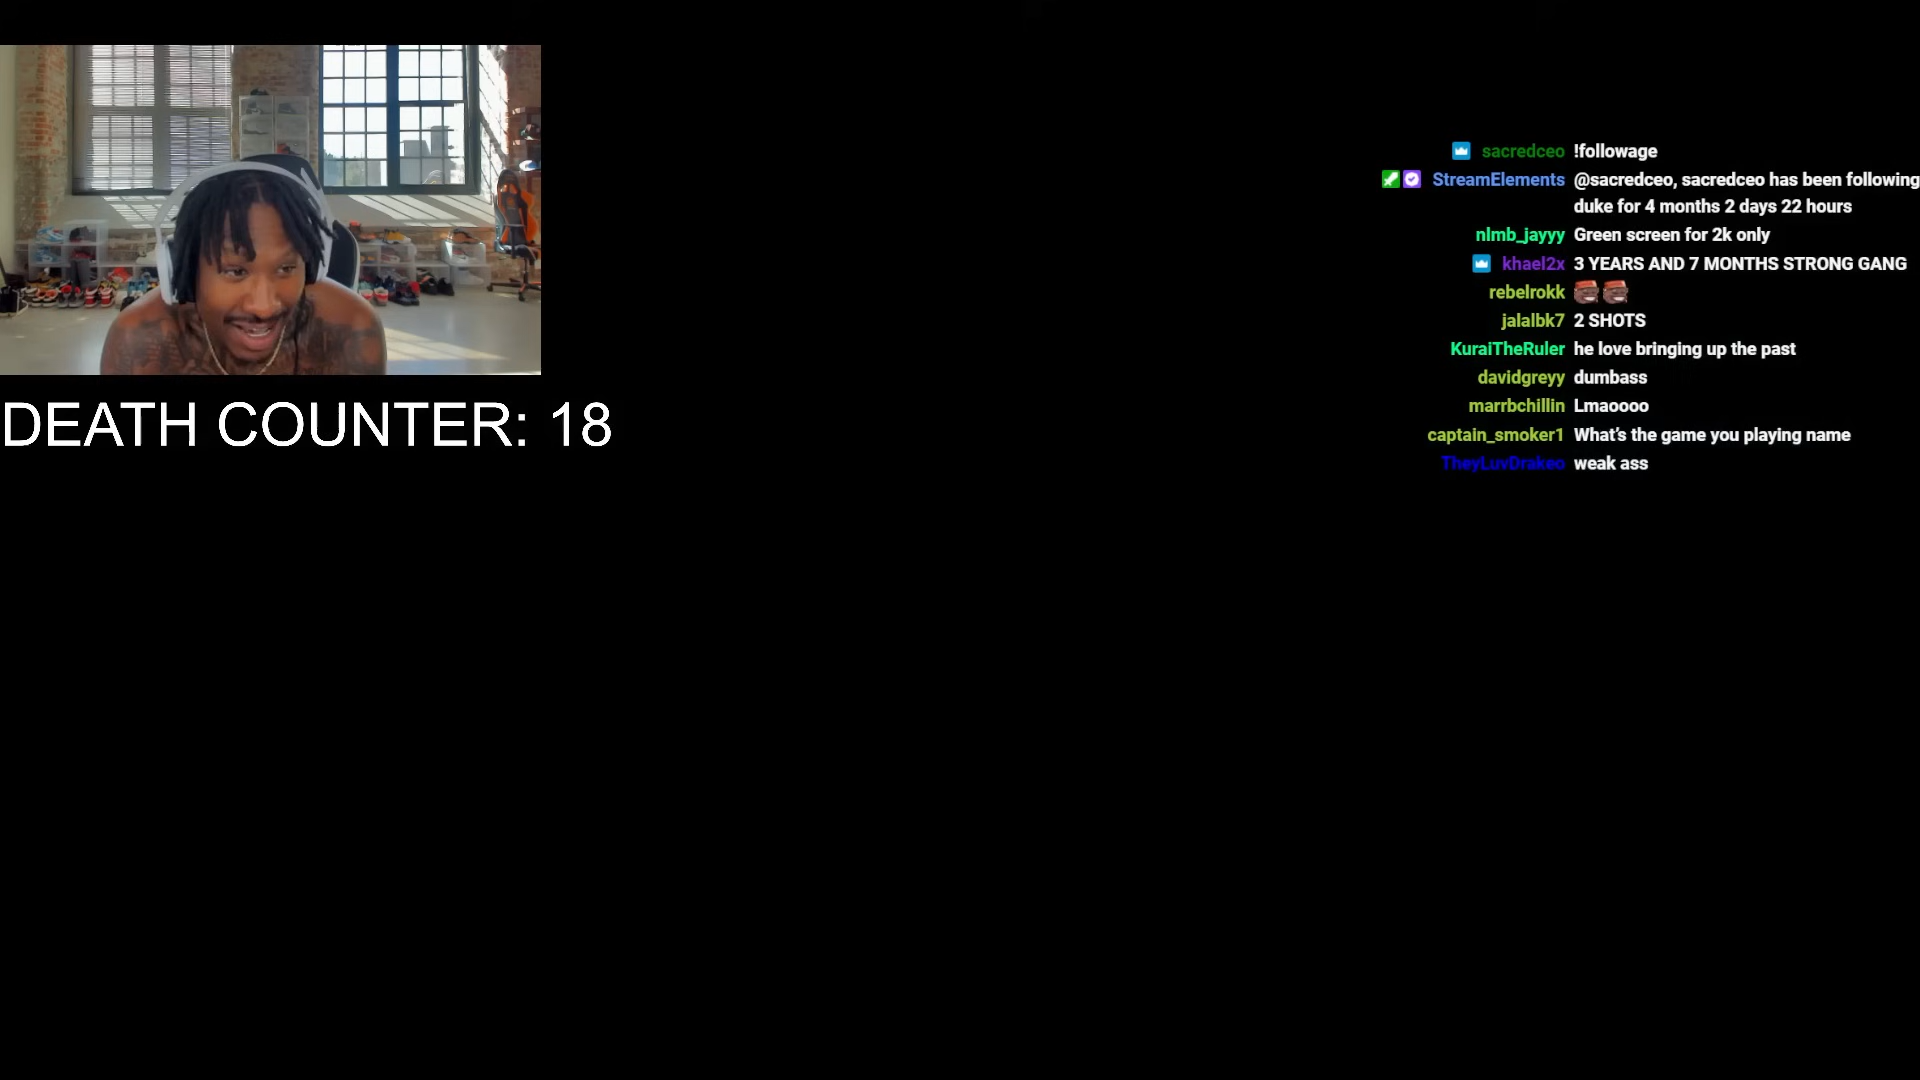 sacredceo !followage
StreamElements @sacredceo, sacredceo has been following
duke for 4 months 2 days 22 hours
nlmb_jayyy Green screen for 2k only
khael2x 3 YEARS AND 7 MONTHS STRONG GANG
rebelrokk
jalalbk7 2 SHOTS
KuraiTheRuler he love bringing up the past
davidgreyy dumbass
marrbchillin Lmaoooo
captain_smoker1 What's the game you playing name
TheyLuvDrakeo weak ass
DEATH COUNTER: 18